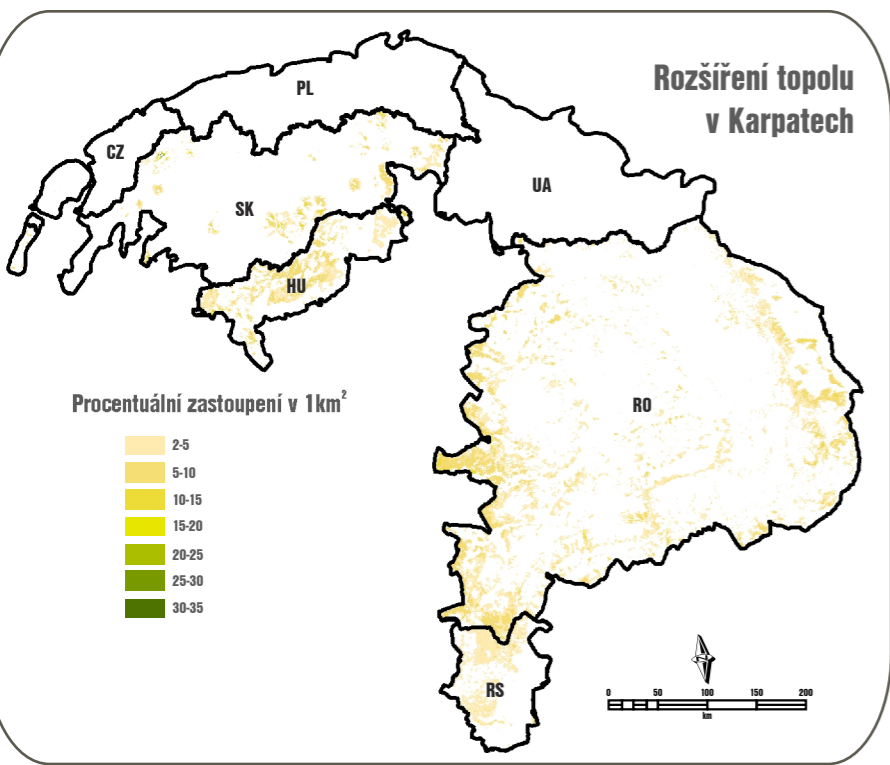 Rozšíření topolu
v Karpatech
PL
CZ
UA
SK
HU
RO
RS
Procentuální zastoupení v 1km²
2-5
5-10
10-15
15-20
20-25
25-30
30-35
0 50 100 150 200
km